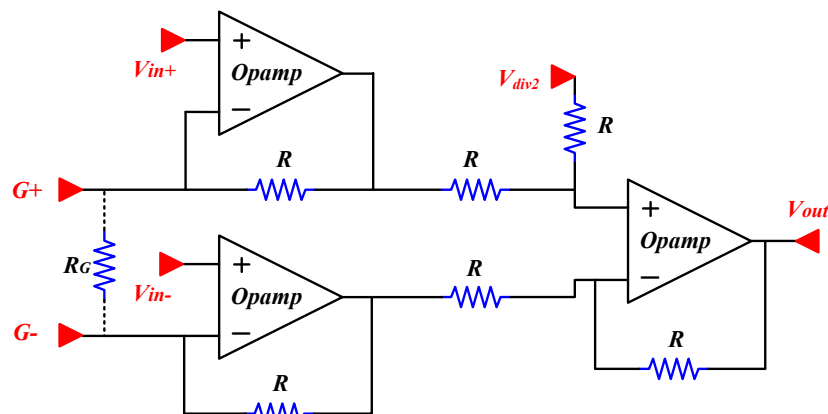 Vin+
+
Opamp
−
Vdiv2
R
G+
R
R
RG
Vin-
+
Opamp
−
R
+
Opamp
−
Vout
G-
R
R